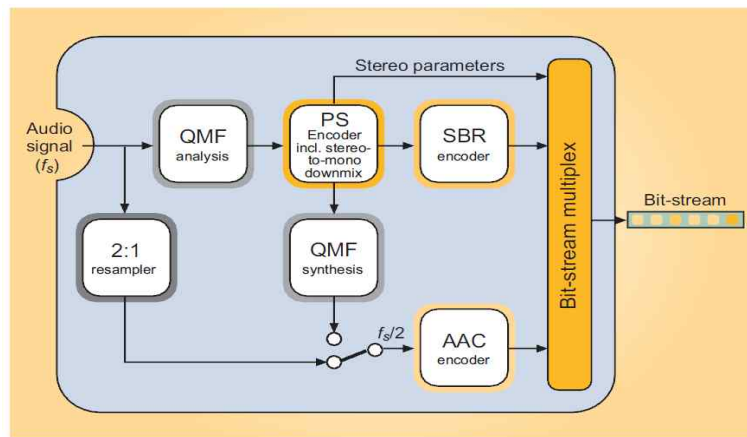 Stereo parameters
Audio
signal
(fs)
QMF
analysis
PS
Encoder
incl. stereo-
to-mono
downmix
SBR
encoder
Bit-stream multiplex
Bit-stream
2:1
resampler
QMF
synthesis
fs/2
AAC
encoder